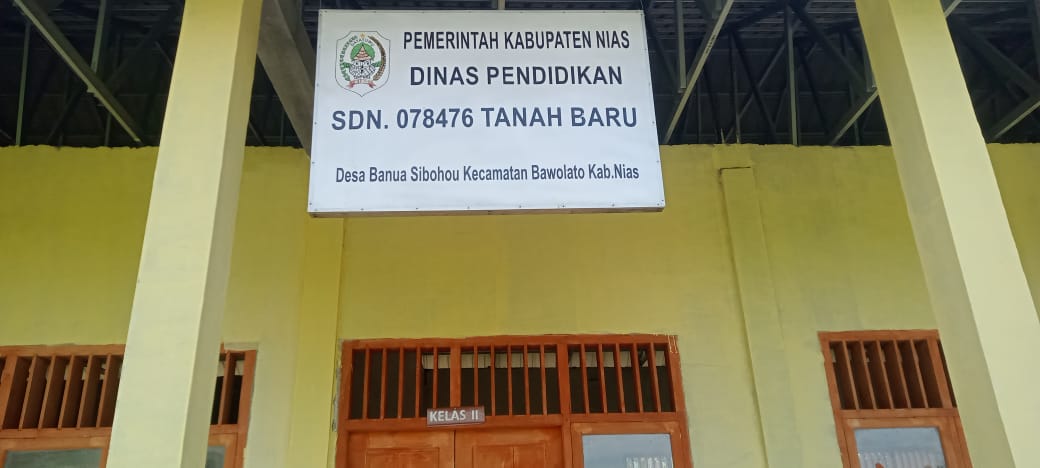 PEMERINTAH KABUPATEN NIAS
DINAS PENDIDIKAN
SDN. 078476 TANAH BARU
Desa Banua Sibohou Kecamatan Bawolato Kab.Nias
KELAS II